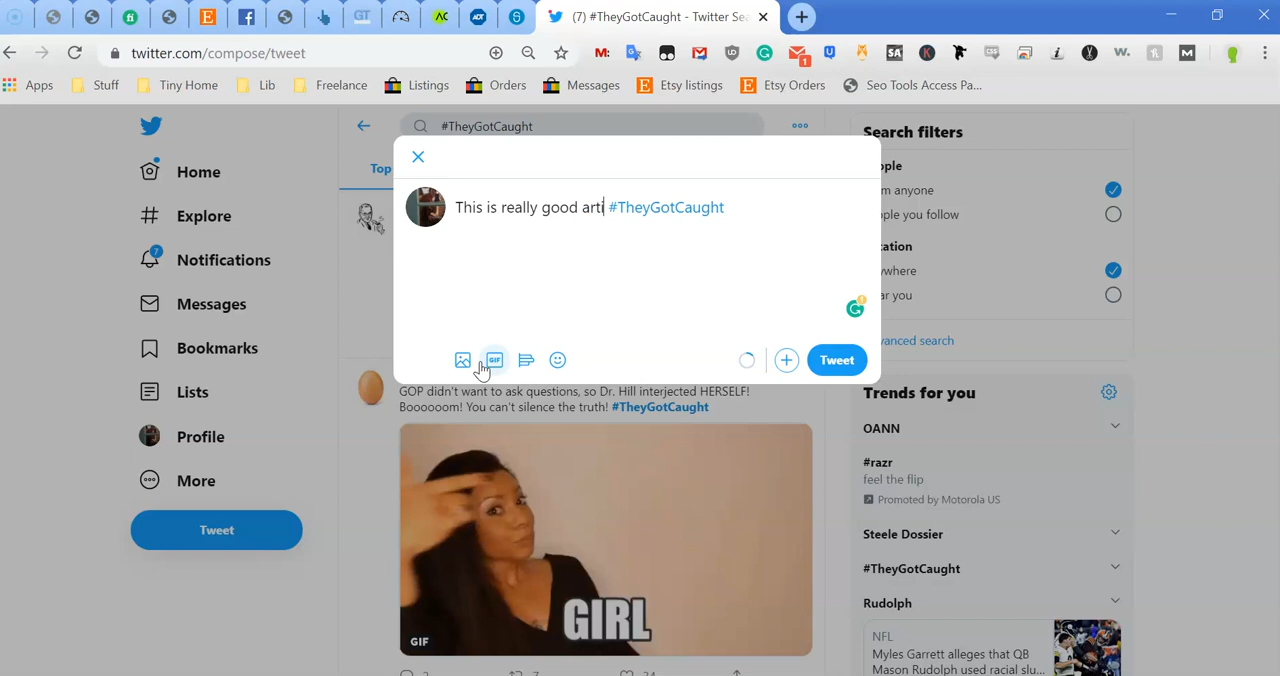 (7) #TheyGotCaught - Twitter Sea
twitter.com/compose/tweet
Apps
Stuff
Tiny Home
Lib
Freelance
Listings
Orders
Messages
Etsy listings
Etsy Orders
Seo Tools Access Pa...
Home
Explore
7
Notifications
Messages
Bookmarks
Lists
Profile
More
Tweet
#TheyGotCaught
Top
This is really good arti #TheyGotCaught
GIF
Tweet
GOP didn't want to ask questions, so Dr. Hill interjected HERSELF!
Boooooom! You can't silence the truth! #TheyGotCaught
GIRL
GIF
Search filters
ople
m anyone
ople you follow
ation
ywhere
ar you
vanced search
Trends for you
OANN
#razr
feel the flip
Promoted by Motorola US
Steele Dossier
#TheyGotCaught
Rudolph
NFL
Myles Garrett alleges that QB
Mason Rudolph used racial slu...